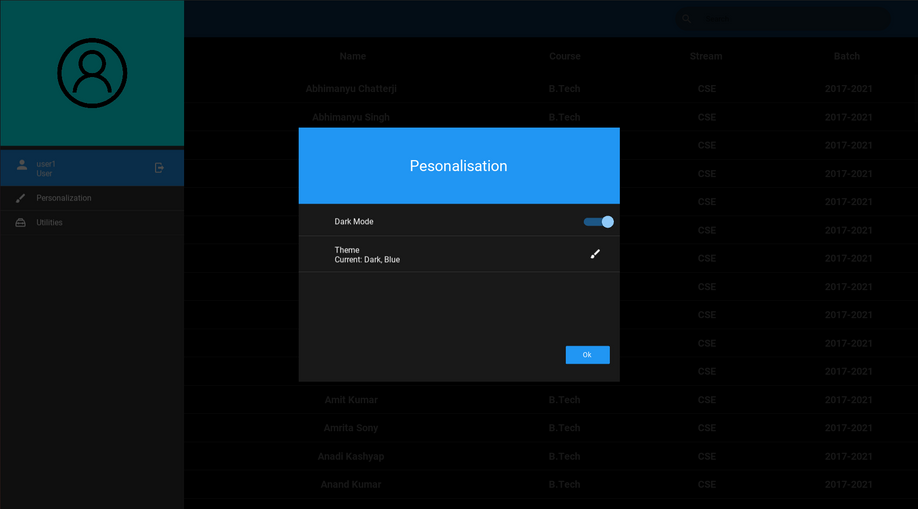 Name Course Stream Batch
Abhimanyu Chatterji B.Tech CSE 2017-2021
Abhimanyu Singh B.Tech CSE 2017-2021
CSE 2017-2021
user1
User
CSE 2017-2021
Personalization
CSE 2017-2021
Utilities
CSE 2017-2021
CSE 2017-2021
CSE 2017-2021
CSE 2017-2021
CSE 2017-2021
CSE 2017-2021
Pesonalisation
Dark Mode
Theme
Current: Dark, Blue
Ok
Amit Kumar B.Tech CSE 2017-2021
Amrita Sony B.Tech CSE 2017-2021
Anadi Kashyap B.Tech CSE 2017-2021
Anand Kumar B.Tech CSE 2017-2021